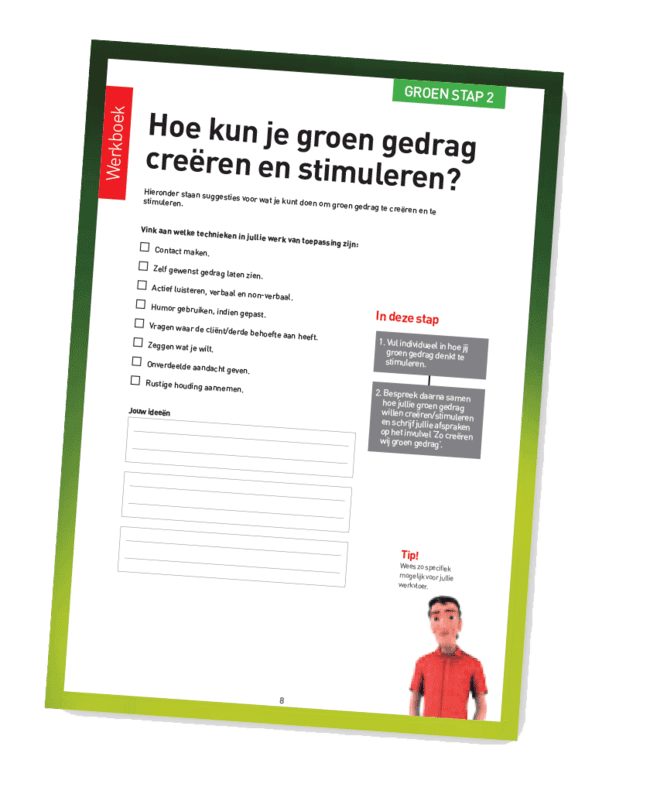 GROEN STAP 2
Werkboek
Hoe kun je groen gedrag
creëren en stimuleren?
Hieronder staan suggesties voor wat je kunt doen om groen gedrag te creëren en te
stimuleren.
Vink aan welke technieken in jullie werk van toepassing zijn:
Contact maken.
Zelf gewenst gedrag laten zien.
Actief luisteren, verbaal en non-verbaal.
Humor gebruiken, indien gepast.
Vragen waar de cliënt/derde behoefte aan heeft.
Zeggen wat je wilt.
Onverdeelde aandacht geven.
Rustige houding aannemen.
Jouw ideeën
In deze stap
1. Vul individueel in hoe jij
groen gedrag denkt te
stimuleren.
2. Bespreek daarna samen
hoe jullie groen gedrag
willen creëren/stimuleren
en schrijf jullie afspraken
op het invulvel 'Zo creëren
wij groen gedrag'.
Tip!
Wees zo specifiek
mogelijk voor jullie
werkvloer.
8